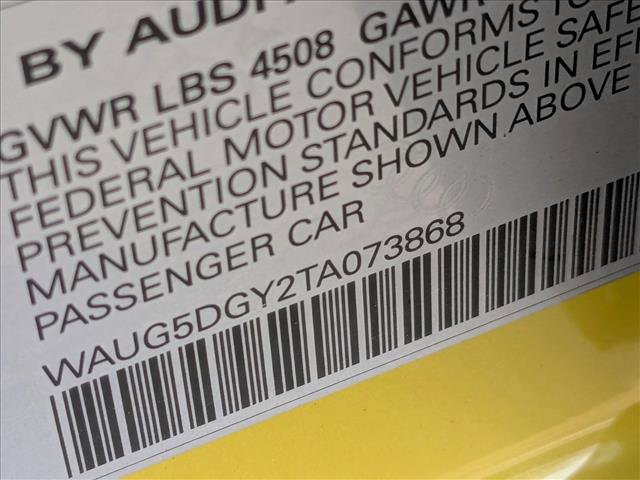 BY AUDI
GVWR LBS 4508 GAWR
THIS VEHICLE CONFORMS TO
FEDERAL MOTOR VEHICLE SAFE
PREVENTION STANDARDS IN EFF
MANUFACTURE SHOWN ABOVE
PASSENGER CAR
WAUG5DGY2TA073868